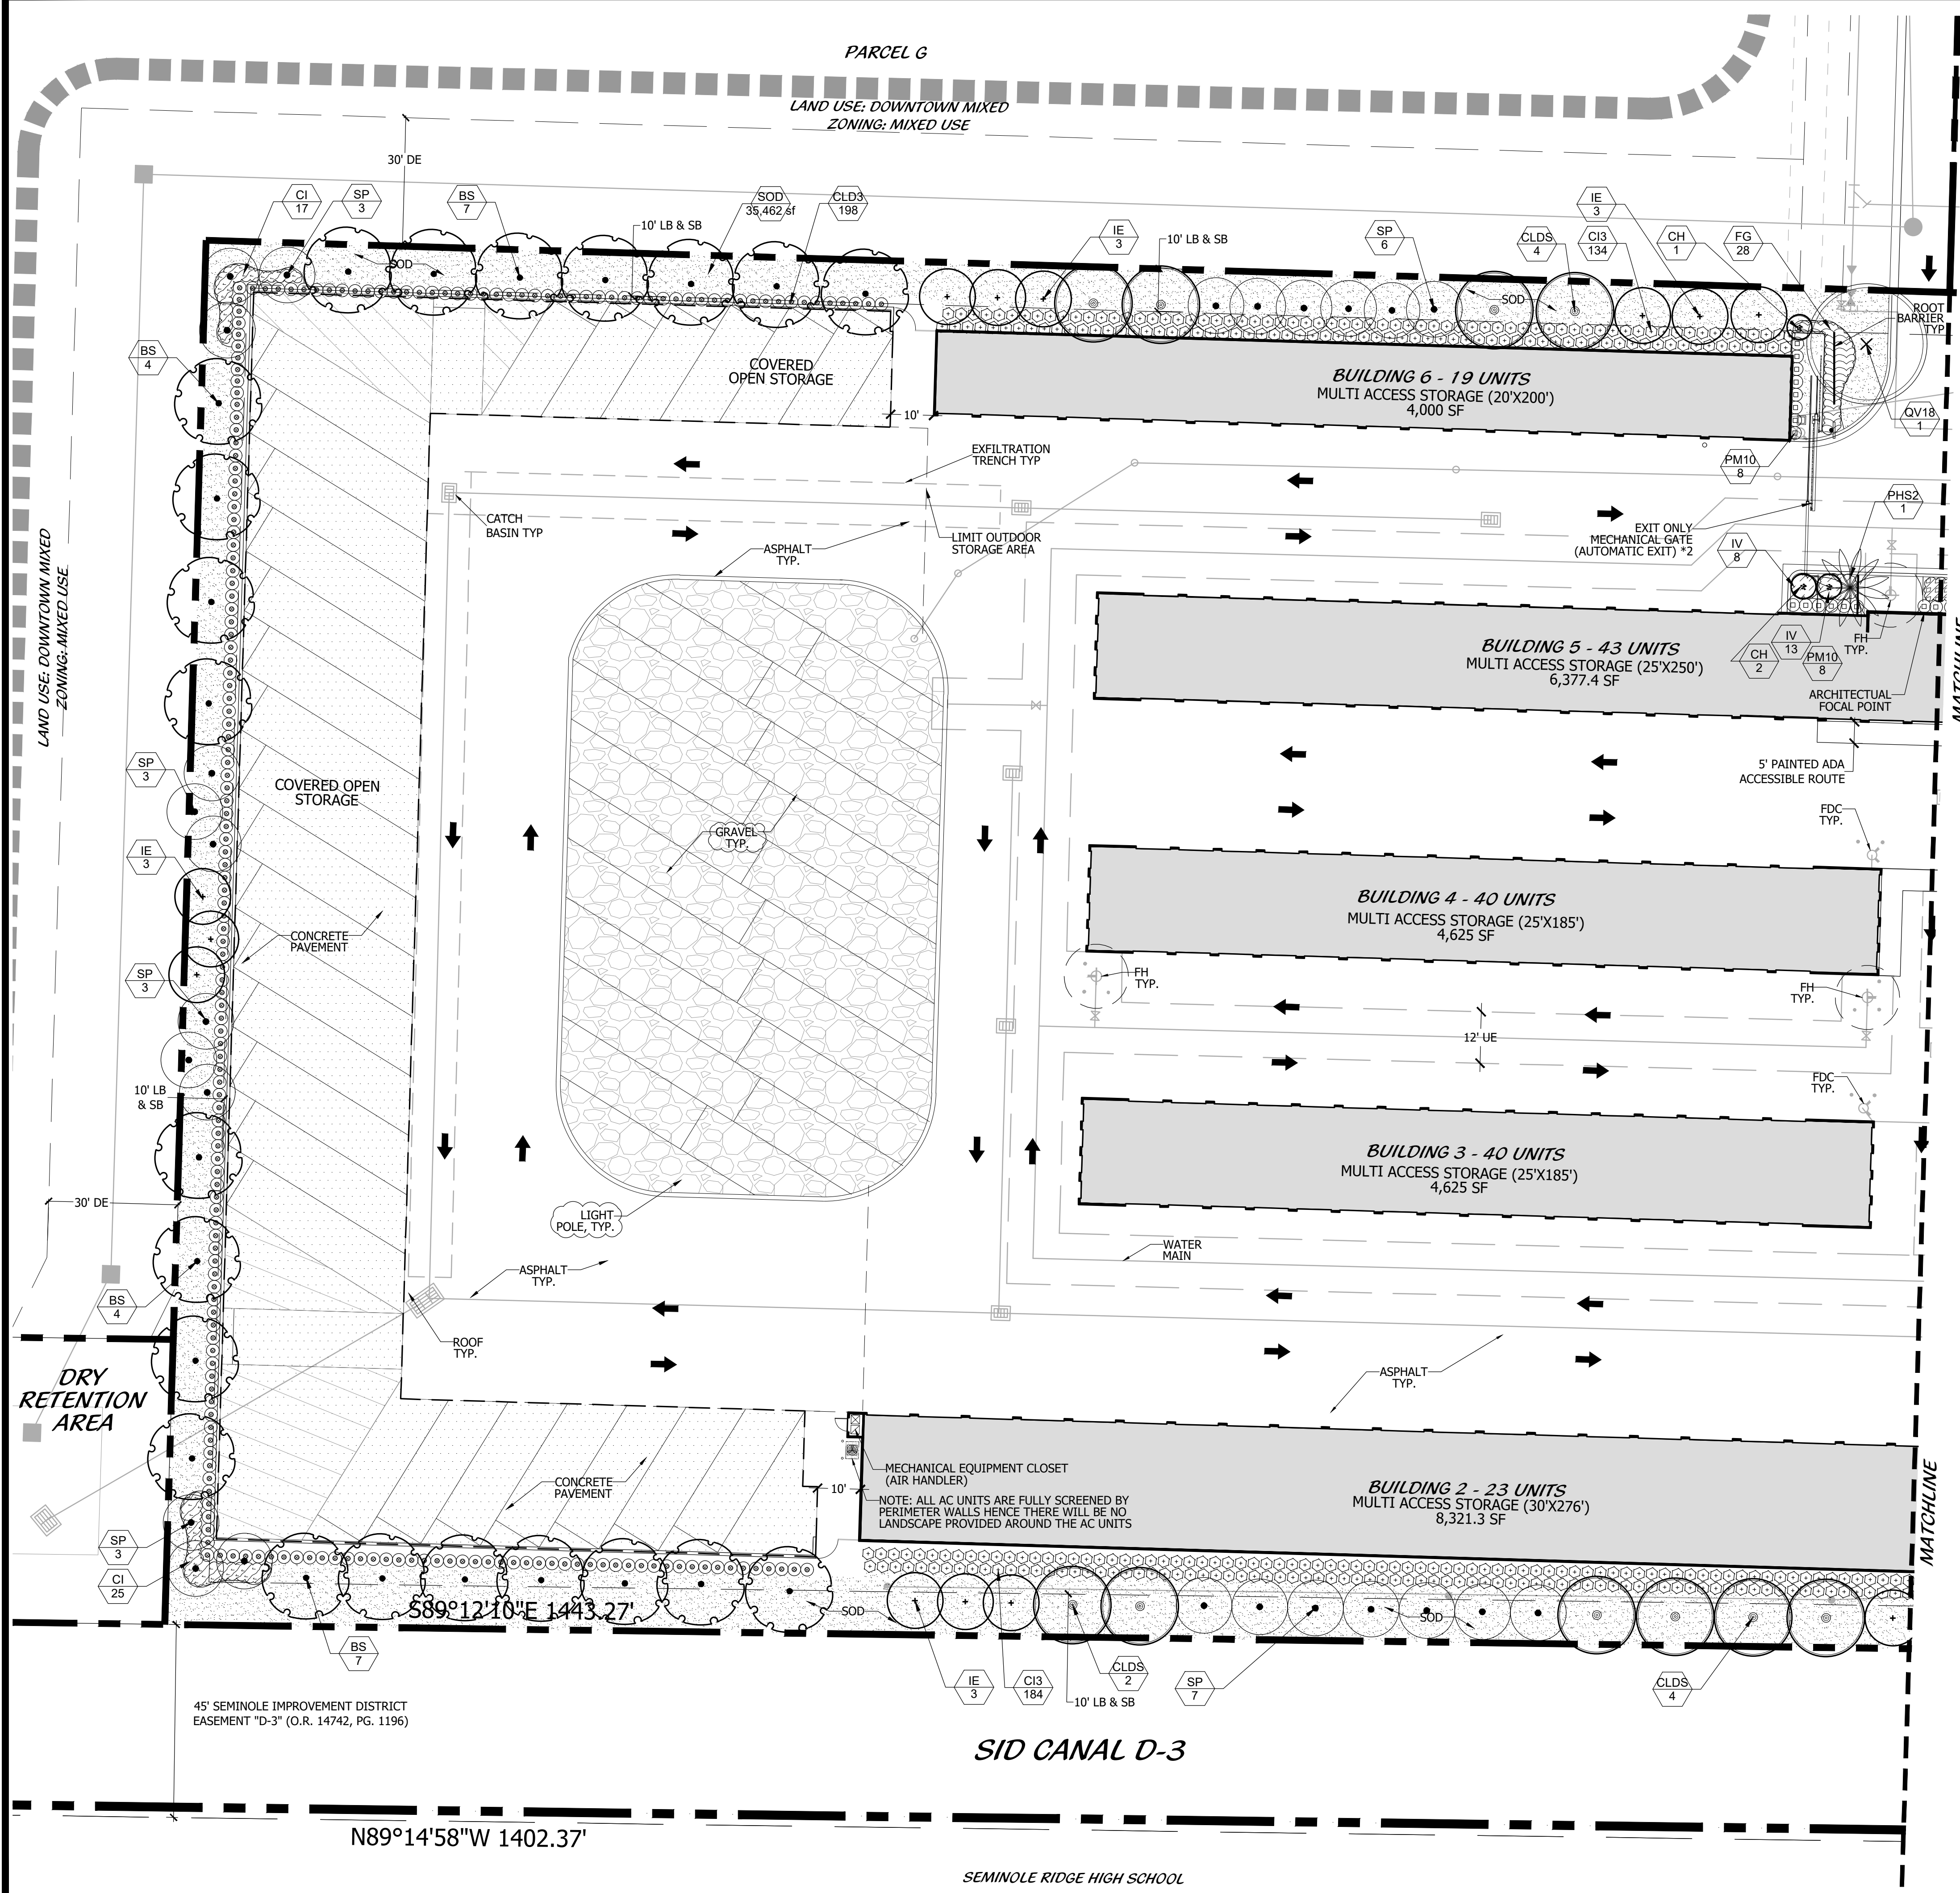 PARCEL G
LAND USE: DOWNTOWN MIXED
ZONING: MIXED USE
30' DE
CI
17
SP
3
BS
7
10' LB & SB
SOD
35,462 sf
CLD3
198
IE
3
10' LB & SB
SP
6
CLDS
4
IE
3
CI3
134
CH
1
FG
28
SOD
SOD
ROOT
BARRIER
TYP
BS
4
COVERED
OPEN STORAGE
BUILDING 6 - 19 UNITS
MULTI ACCESS STORAGE (20'X200')
4,000 SF
10'
QV18
1
PM10
8
EXFILTRATION
TRENCH TYP
CATCH
BASIN TYP
LIMIT OUTDOOR
STORAGE AREA
ASPHALT
TYP.
PHS2
1
EXIT ONLY
MECHANICAL GATE
(AUTOMATIC EXIT) *2
IV
8
LAND USE: DOWNTOWN MIXED
ZONING: MIXED USE
MATCHLINE
BUILDING 5 - 43 UNITS
MULTI ACCESS STORAGE (25'X250')
6,377.4 SF
IV
13
CH
2
PM10
8
FH
TYP.
ARCHITECTURAL
FOCAL POINT
5' PAINTED ADA
ACCESSIBLE ROUTE
SP
3
COVERED OPEN
STORAGE
GRAVEL
TYP.
FDC
TYP.
IE
3
CONCRETE
PAVEMENT
BUILDING 4 - 40 UNITS
MULTI ACCESS STORAGE (25'X185')
4,625 SF
SP
3
FH
TYP.
FH
TYP.
12' UE
10' LB
& SB
FDC
TYP.
BUILDING 3 - 40 UNITS
MULTI ACCESS STORAGE (25'X185')
4,625 SF
30' DE
LIGHT
POLE, TYP.
WATER
MAIN
ASPHALT
TYP.
BS
4
ROOF
TYP.
DRY
RETENTION
AREA
ASPHALT
TYP.
MECHANICAL EQUIPMENT CLOSET
(AIR HANDLER)
CONCRETE
PAVEMENT
10'
NOTE: ALL AC UNITS ARE FULLY SCREENED BY
PERIMETER WALLS HENCE THERE WILL BE NO
LANDSCAPE PROVIDED AROUND THE AC UNITS
BUILDING 2 - 23 UNITS
MULTI ACCESS STORAGE (30'X276')
8,321.3 SF
MATCHLINE
SP
3
CI
25
S89°12'10"E 1443.27'
SOD
SOD
BS
7
IE
3
CI3
184
CLDS
2
10' LB & SB
SP
7
CLDS
4
45' SEMINOLE IMPROVEMENT DISTRICT
EASEMENT "D-3" (O.R. 14742, PG. 1196)
SID CANAL D-3
N89°14'58"W 1402.37'
SEMINOLE RIDGE HIGH SCHOOL